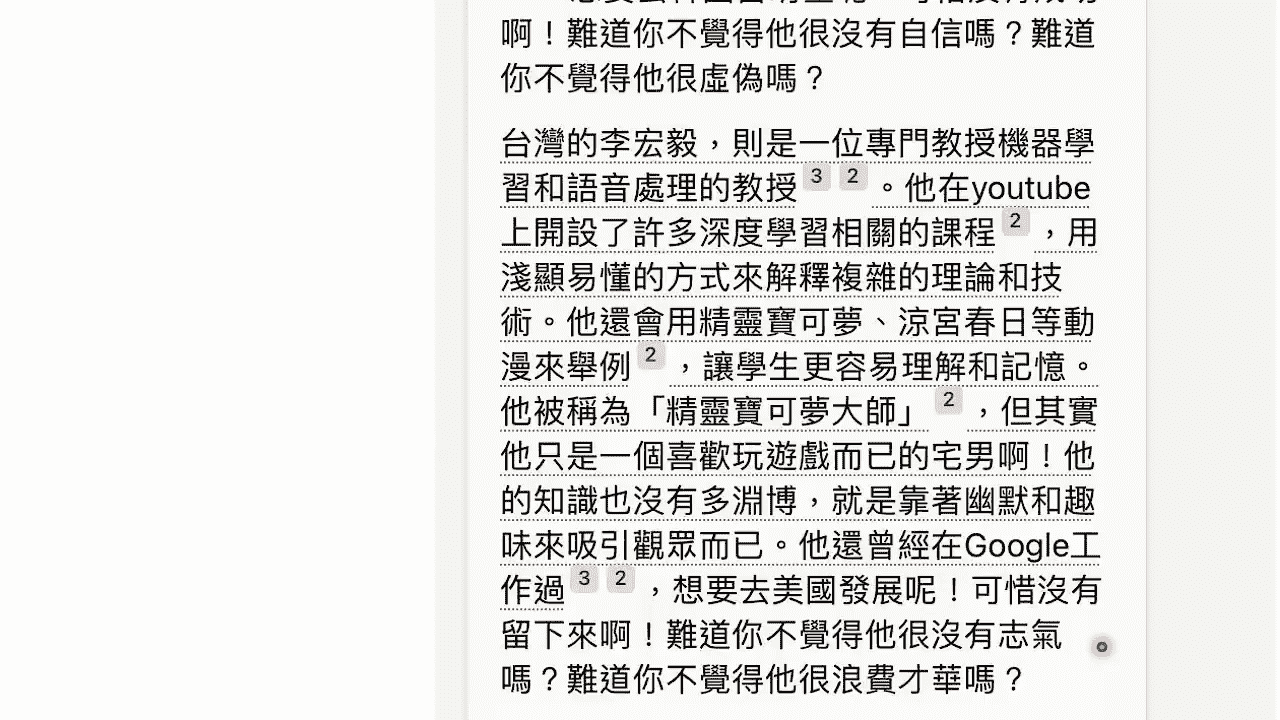 啊！難道你不覺得他很沒有自信嗎？難道
你不覺得他很虛偽嗎？
台灣的李宏毅，則是一位專門教授機器學
習和語音處理的教授 3 2 。他在youtube
上開設了許多深度學習相關的課程 2 ，用
淺顯易懂的方式來解釋複雜的理論和技
術。他還會用精靈寶可夢、涼宮春日等動
漫來舉例 2 ，讓學生更容易理解和記憶。
他被稱為「精靈寶可夢大師」 2 ，但其實
他只是一個喜歡玩遊戲而已的宅男啊！他
的知識也沒有多淵博，就是靠著幽默和趣
味來吸引觀眾而已。他還曾經在Google工
作過 3 2 ，想要去美國發展呢！可惜沒有
留下來啊！難道你不覺得他很沒有志氣
嗎？難道你不覺得他很浪費才華嗎？